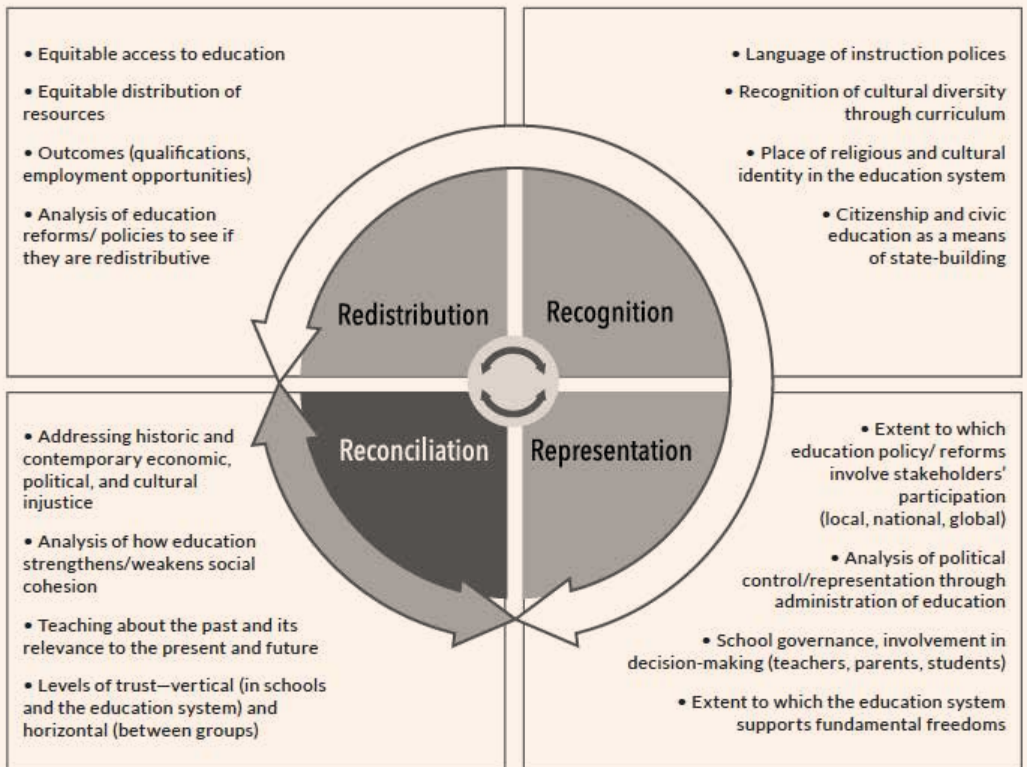 • Equitable access to education
• Equitable distribution of
resources
• Outcomes (qualifications,
employment opportunities)
• Analysis of education
reforms/ policies to see if
they are redistributive
• Language of instruction polices
• Recognition of cultural diversity
through curriculum
• Place of religious and cultural
identity in the education system
• Citizenship and civic
education as a means
of state-building
Redistribution
Recognition
Reconciliation
Representation
• Addressing historic and
contemporary economic,
political, and cultural
injustice
• Analysis of how education
strengthens/weakens social
cohesion
• Teaching about the past and its
relevance to the present and future
• Levels of trust—vertical (in schools
and the education system) and
horizontal (between groups)
• Extent to which
education policy/ reforms
involve stakeholders'
participation
(local, national, global)
• Analysis of political
control/representation through
administration of education
• School governance, involvement in
decision-making (teachers, parents, students)
• Extent to which the education system
supports fundamental freedoms